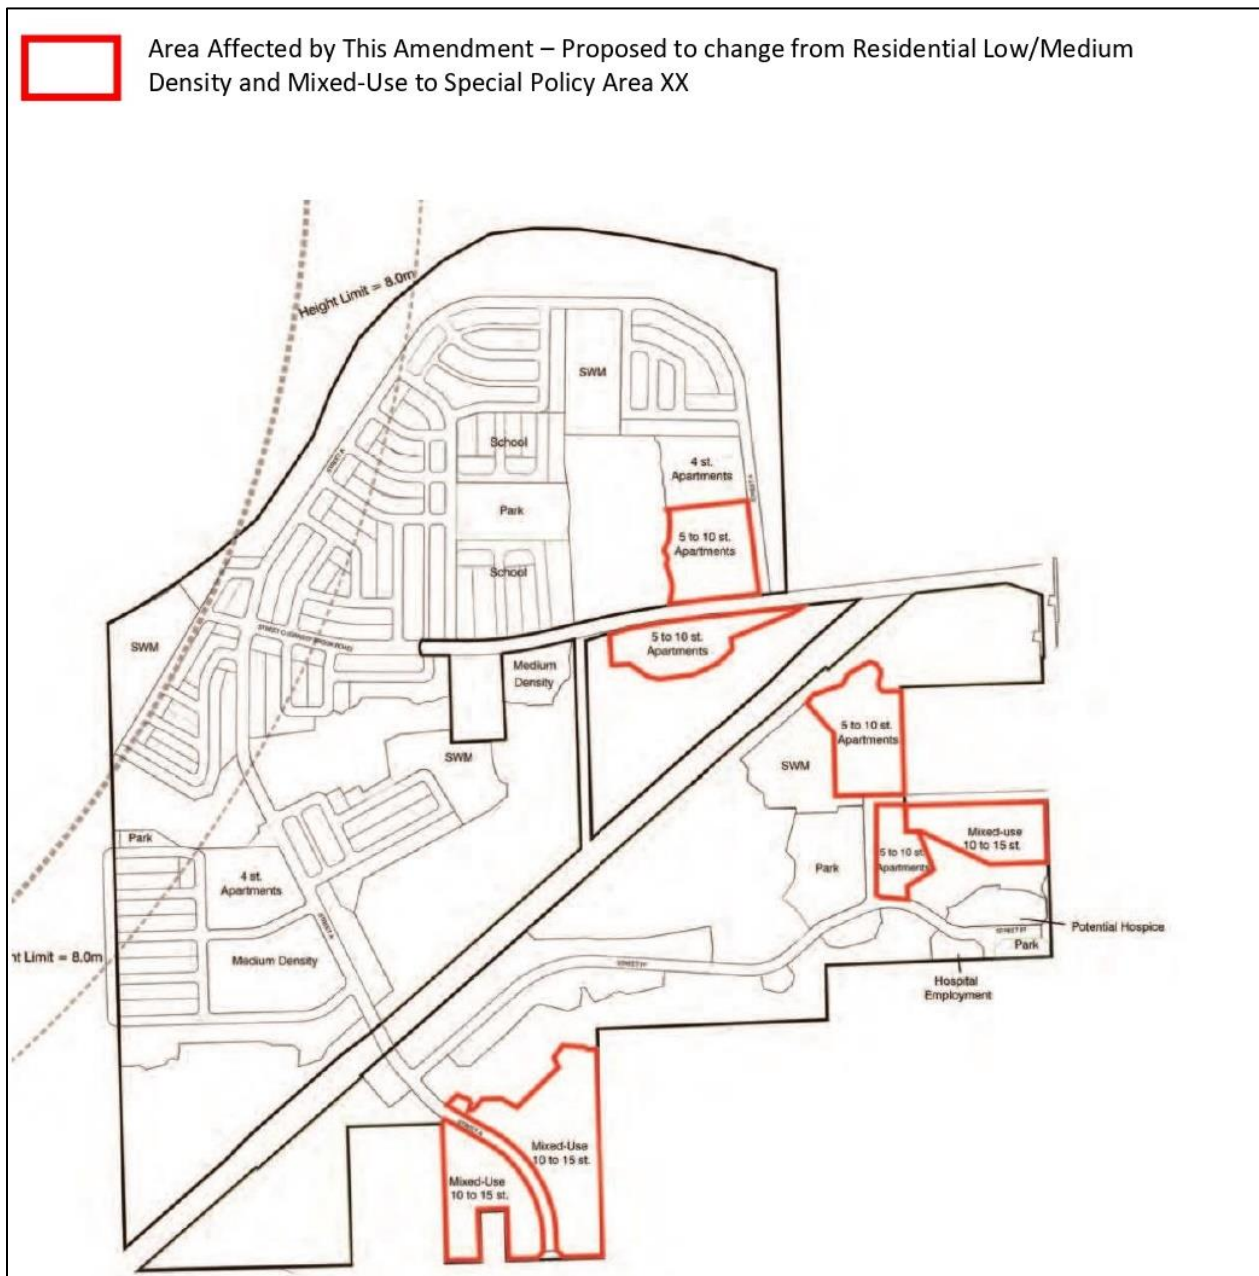 Area Affected by This Amendment – Proposed to change from Residential Low/Medium
Density and Mixed-Use to Special Policy Area XX
Height Limit = 8.0m
SWM
School
4 st.
Apartments
STREET A
STREET A
Park
5 to 10 st.
Apartments
School
SWM
5 to 10 st.
Apartments
Medium
Density
5 to 10 st.
Apartments
SWM
SWM
Park
Mixed-use
10 to 15 st.
5 to 10 st.
Apartments
4 st.
Apartments
Park
STREET A
Potential Hospice
Park
nt Limit = 8.0m
Medium Density
Hospital
Employment
STREET A
Mixed-Use
10 to 15 st.
Mixed-Use
10 to 15 st.